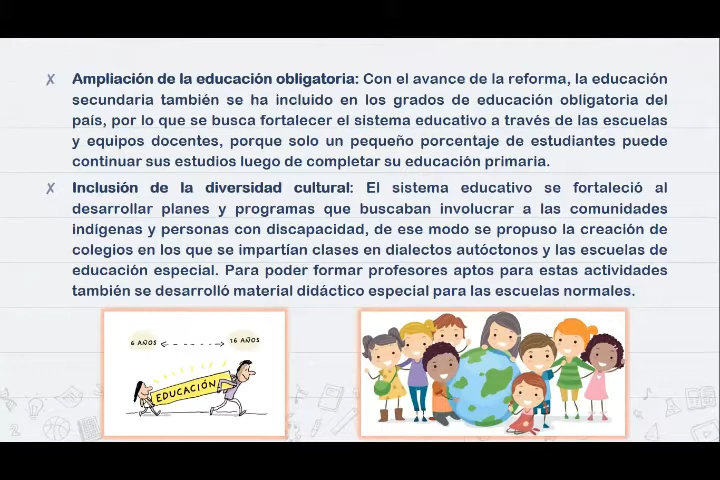 ✗ Ampliación de la educación obligatoria: Con el avance de la reforma, la educación
secundaria también se ha incluido en los grados de educación obligatoria del
país, por lo que se busca fortalecer el sistema educativo a través de las escuelas
y equipos docentes, porque solo un pequeño porcentaje de estudiantes puede
continuar sus estudios luego de completar su educación primaria.
✗ Inclusión de la diversidad cultural: El sistema educativo se fortaleció al
desarrollar planes y programas que buscaban involucrar a las comunidades
indígenas y personas con discapacidad, de ese modo se propuso la creación de
colegios en los que se impartían clases en dialectos autóctonos y las escuelas de
educación especial. Para poder formar profesores aptos para estas actividades
también se desarrolló material didáctico especial para las escuelas normales.
6 AÑOS 16 AÑOS
EDUCACIÓN